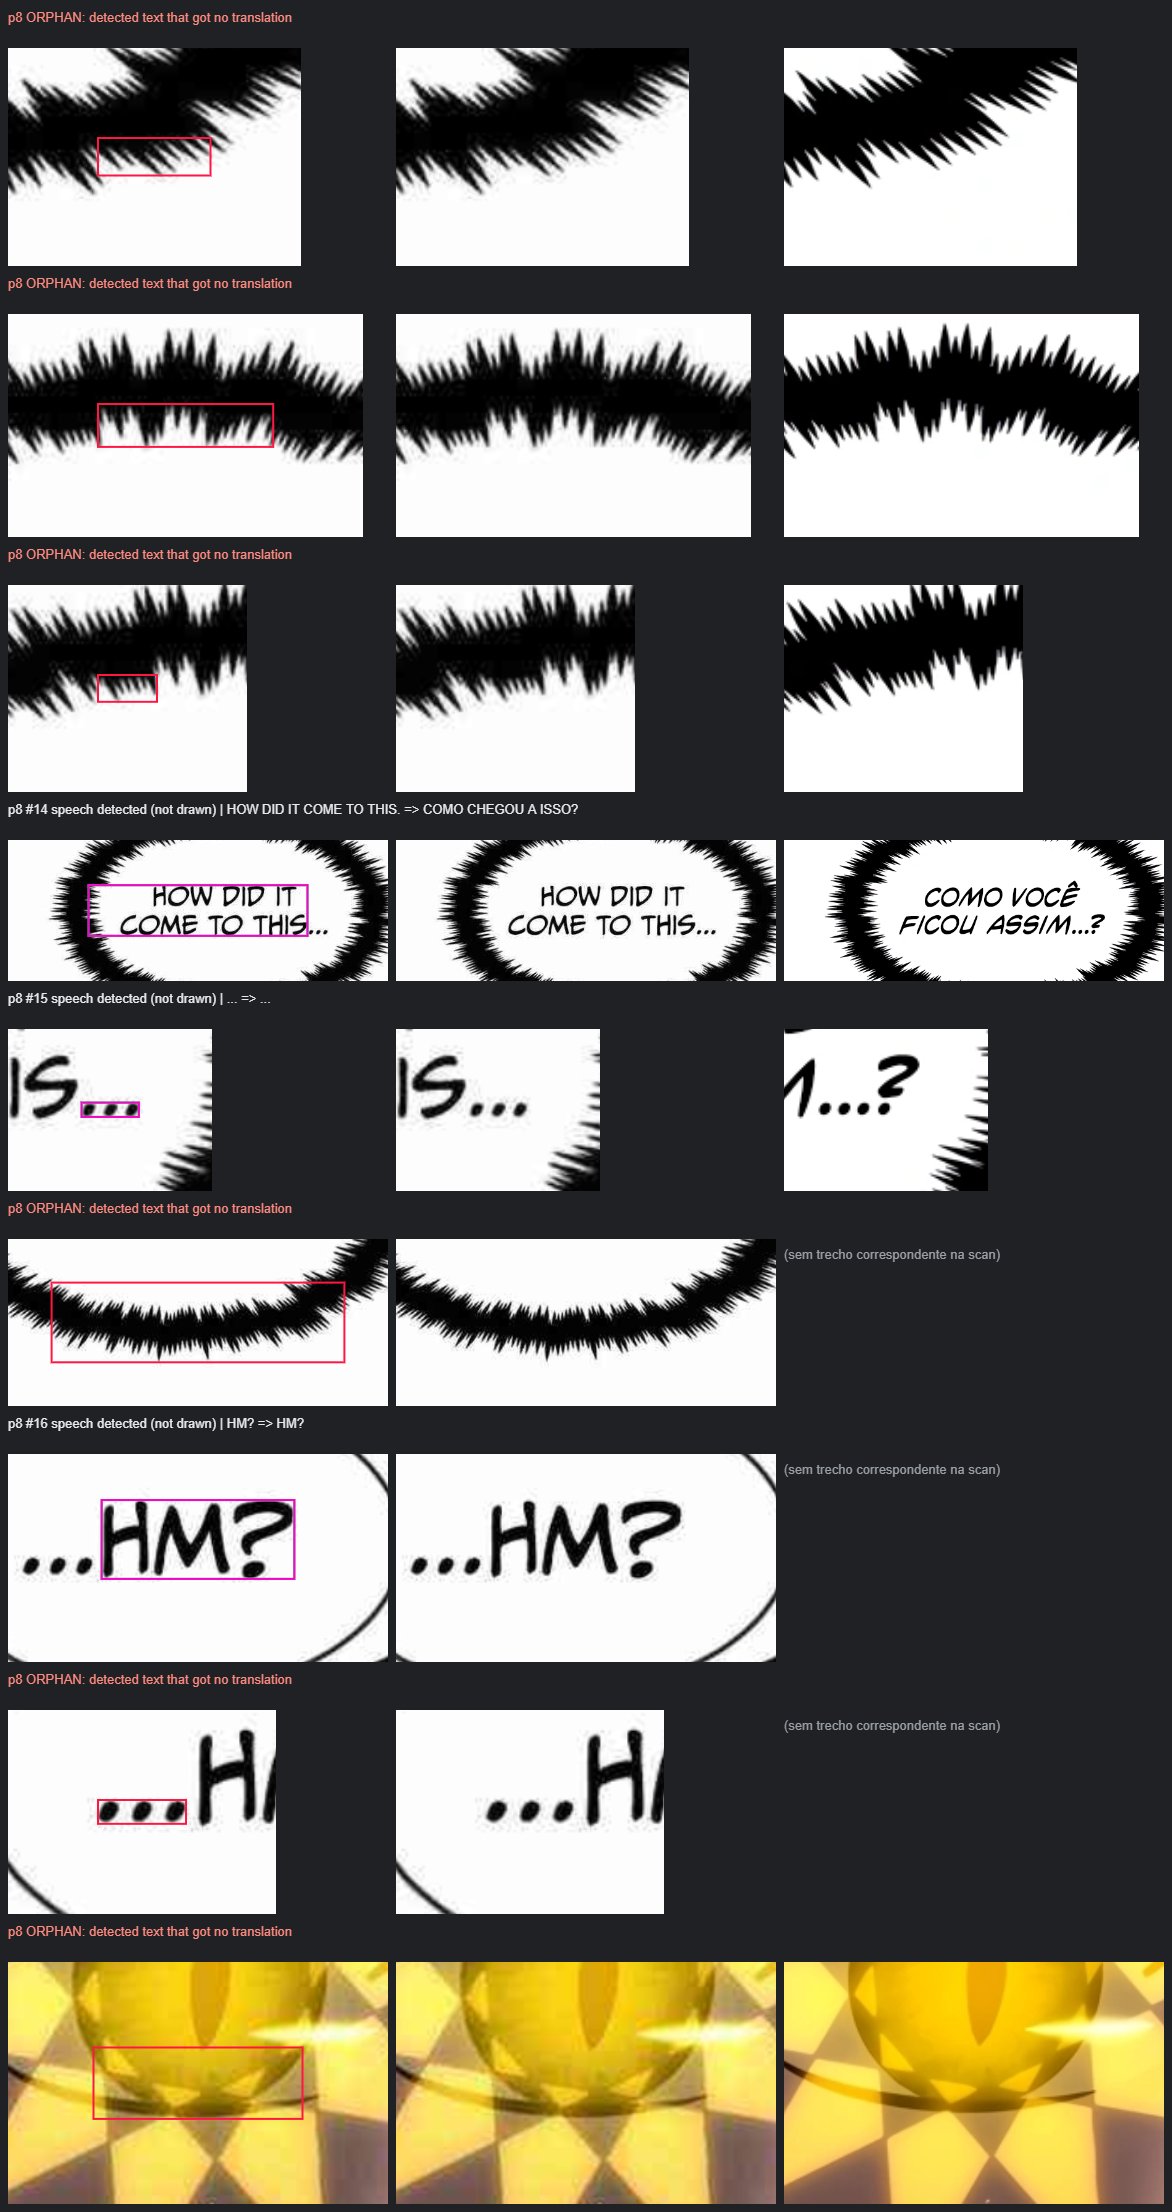 p8 ORPHAN: detected text that got no translation
p8 ORPHAN: detected text that got no translation
p8 ORPHAN: detected text that got no translation
p8 #14 speech detected (not drawn) | HOW DID IT COME TO THIS. => COMO CHEGOU A ISSO?
HOW DID IT
COME TO THIS...
HOW DID IT
COME TO THIS...
COMO VOCÊ
FICOU ASSIM...?
p8 #15 speech detected (not drawn) | ... => ...
IS...
IS...
M...?
p8 ORPHAN: detected text that got no translation
(sem trecho correspondente na scan)
p8 #16 speech detected (not drawn) | HM? => HM?
...HM?
...HM?
(sem trecho correspondente na scan)
p8 ORPHAN: detected text that got no translation
...HM
...HM
(sem trecho correspondente na scan)
p8 ORPHAN: detected text that got no translation